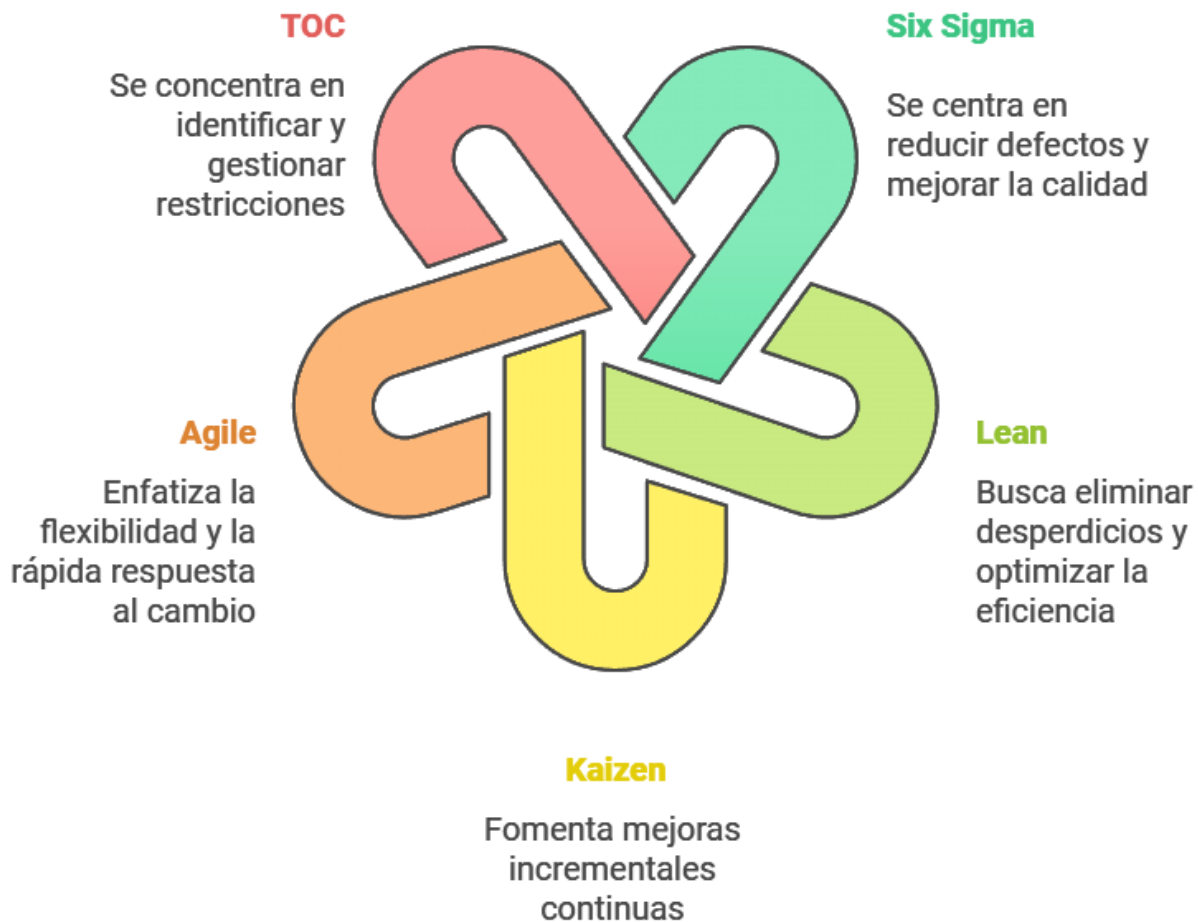 TOC
Se concentra en
identificar y
gestionar
restricciones
Six Sigma
Se centra en
reducir defectos y
mejorar la calidad
Agile
Enfatiza la
flexibilidad y la
rápida respuesta
al cambio
Lean
Busca eliminar
desperdicios y
optimizar la
eficiencia
Kaizen
Fomenta mejoras
incrementales
continuas